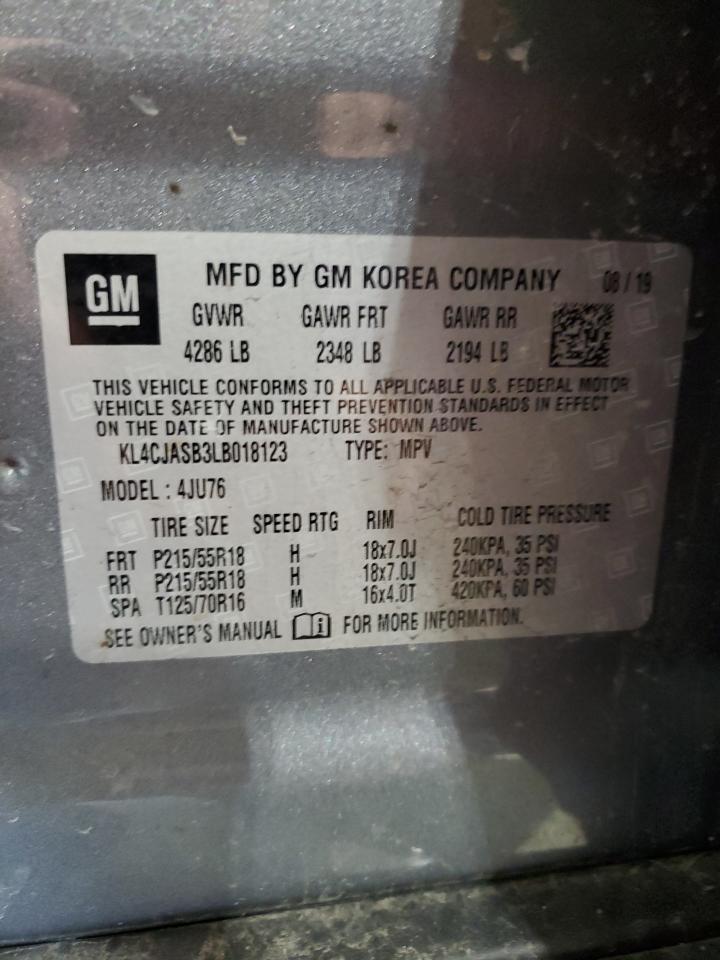 GM
MFD BY GM KOREA COMPANY 08 / 19
GVWR GAWR FRT GAWR RR
4286 LB 2348 LB 2194 LB
THIS VEHICLE CONFORMS TO ALL APPLICABLE U.S. FEDERAL MOTOR
VEHICLE SAFETY AND THEFT PREVENTION STANDARDS IN EFFECT
ON THE DATE OF MANUFACTURE SHOWN ABOVE.
KL4CJASB3LB018123 TYPE: MPV
MODEL : 4JU76
TIRE SIZE SPEED RTG RIM COLD TIRE PRESSURE
FRT P215/55R18 H 18x7.0J 240KPA, 35 PSI
RR P215/55R18 H 18x7.0J 240KPA, 35 PSI
SPA T125/70R16 M 16x4.0T 420KPA, 60 PSI
SEE OWNER'S MANUAL i FOR MORE INFORMATION.